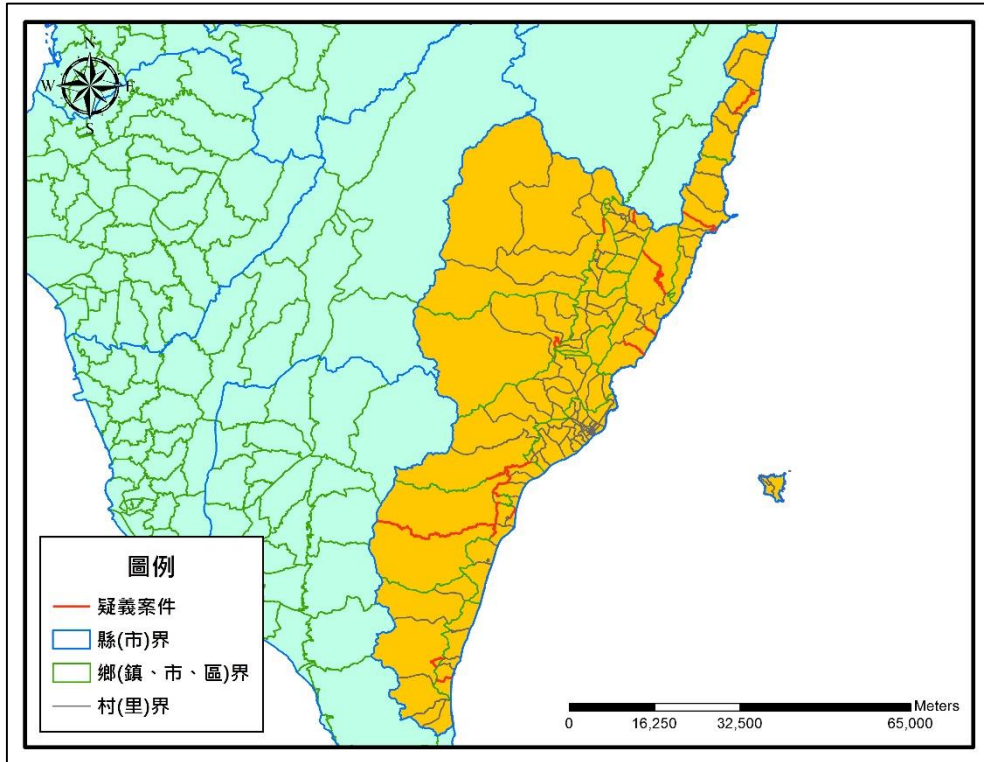 N
W E
S
圖例
疑義案件
縣(市)界
鄉(鎮、市、區)界
村(里)界
Meters
0 16,250 32,500 65,000